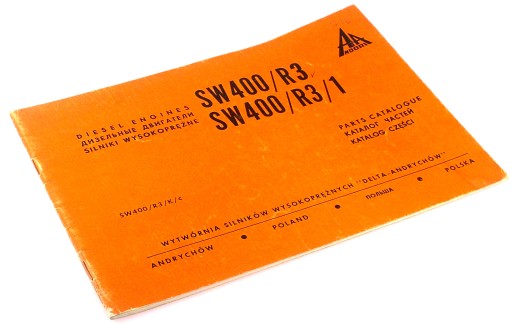 DIESEL ENGINES
ДИЗЕЛЬНЫЕ ДВИГАТЕЛИ
SILNIKI WYSOKOPRĘŻNE
SW400/R3
SW400/R3/1
ANDORIA
PARTS CATALOGUE
КАТАЛОГ ЧАСТЕЙ
KATALOG CZĘŚCI
SW400/R3/K/c
WYTWÓRNIA SILNIKÓW WYSOKOPRĘŻNYCH "DELTA-ANDRYCHÓW"
ANDRYCHÓW • POLAND • ПОЛЬША • POLSKA